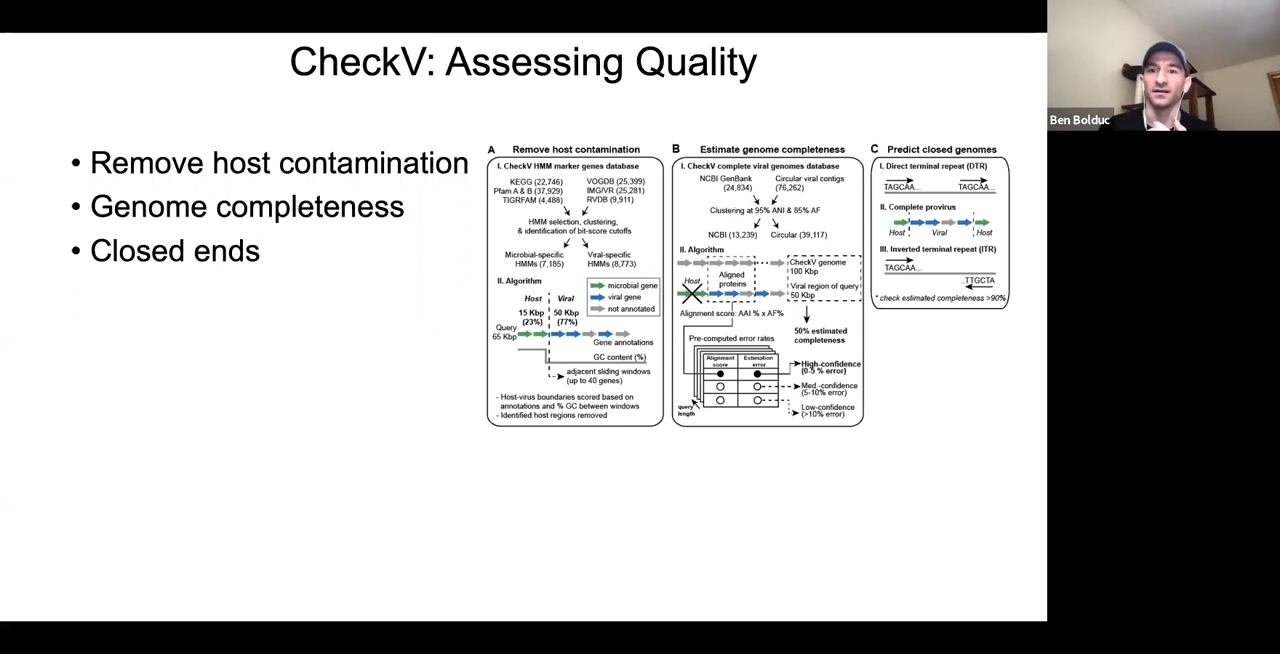 CheckV: Assessing Quality
Ben Bolduc
• Remove host contamination
• Genome completeness
• Closed ends
A Remove host contamination
I. CheckV HMM marker genes database
KEGG (22,746) VOGDB (25,399)
Pfam A & B (37,929) IMG/VR (25,281)
TIGRFAM (4,488) RVDB (9,911)
HMM selection, clustering,
& identification of bit-score cutoffs
Microbial-specific Viral-specific
HMMs (7,185) HMMs (8,773)
II. Algorithm
microbial gene
viral gene
not annotated
Host Viral
15 Kbp 50 Kbp
(23%) (77%)
Query
65 Kbp
Gene annotations
GC content (%)
adjacent sliding windows
(up to 40 genes)
- Host-virus boundaries scored based on
annotations and % GC between windows
- Identified host regions removed
B Estimate genome completeness
I. CheckV complete viral genomes database
NCBI GenBank Circular viral contigs
(24,834) (76,262)
Clustering at 95% ANI & 85% AF
NCBI (13,239) Circular (39,117)
II. Algorithm
Host
Aligned
proteins
CheckV genome
100 Kbp
Viral region of query
50 Kbp
Alignment score: AAI % x AF%
50% estimated
completeness
Pre-computed error rates
Alignment Estimation
score error
High-confidence
(0-5 % error)
Med.-confidence
(5-10% error)
Low-confidence
(>10% error)
query
length
C Predict closed genomes
I. Direct terminal repeat (DTR)
TAGCAA... TAGCAA...
II. Complete provirus
Host Viral Host
III. Inverted terminal repeat (ITR)
TAGCAA...
..TTGCTA
* check estimated completeness >90%